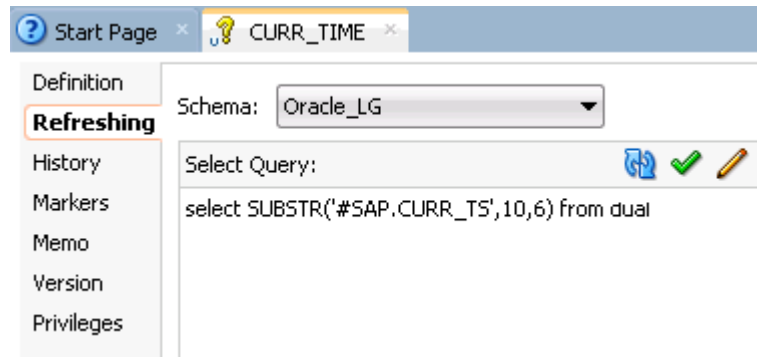 Start Page CURR_TIME
Definition
Refreshing
History
Markers
Memo
Version
Privileges
Schema: Oracle_LG
Select Query:
select SUBSTR('#SAP.CURR_TS',10,6) from dual